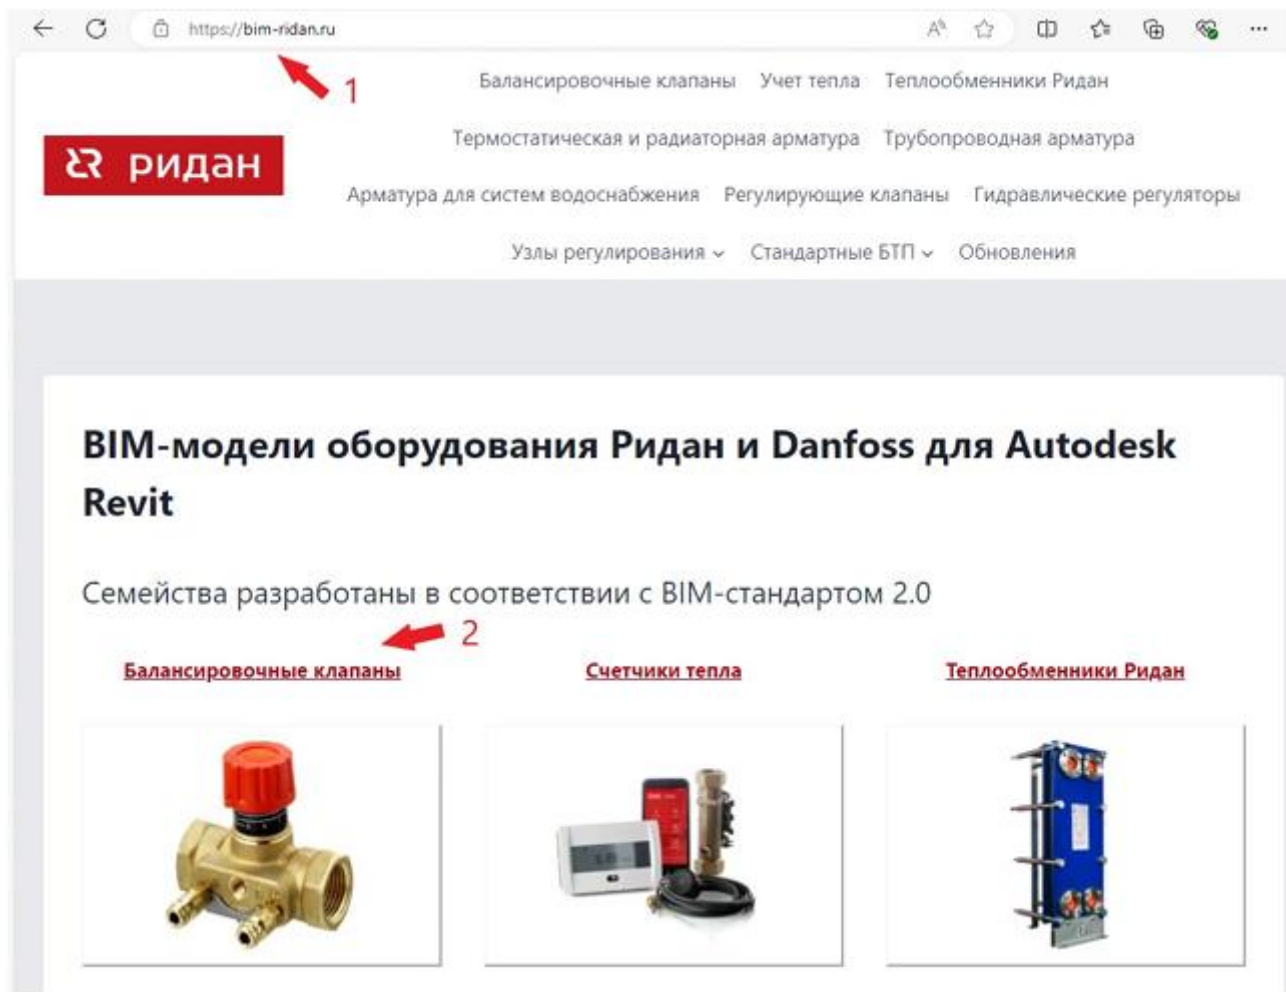 https://bim-ridan.ru
1
Балансировочные клапаны Учет тепла Теплообменники Ридан
ридан
Термостатическая и радиаторная арматура Трубопроводная арматура
Арматура для систем водоснабжения Регулирующие клапаны Гидравлические регуляторы
Узлы регулирования Стандартные БТП Обновления
BIM-модели оборудования Ридан и Danfoss для Autodesk
Revit
Семейства разработаны в соответствии с BIM-стандартом 2.0
2
Балансировочные клапаны Счетчики тепла Теплообменники Ридан